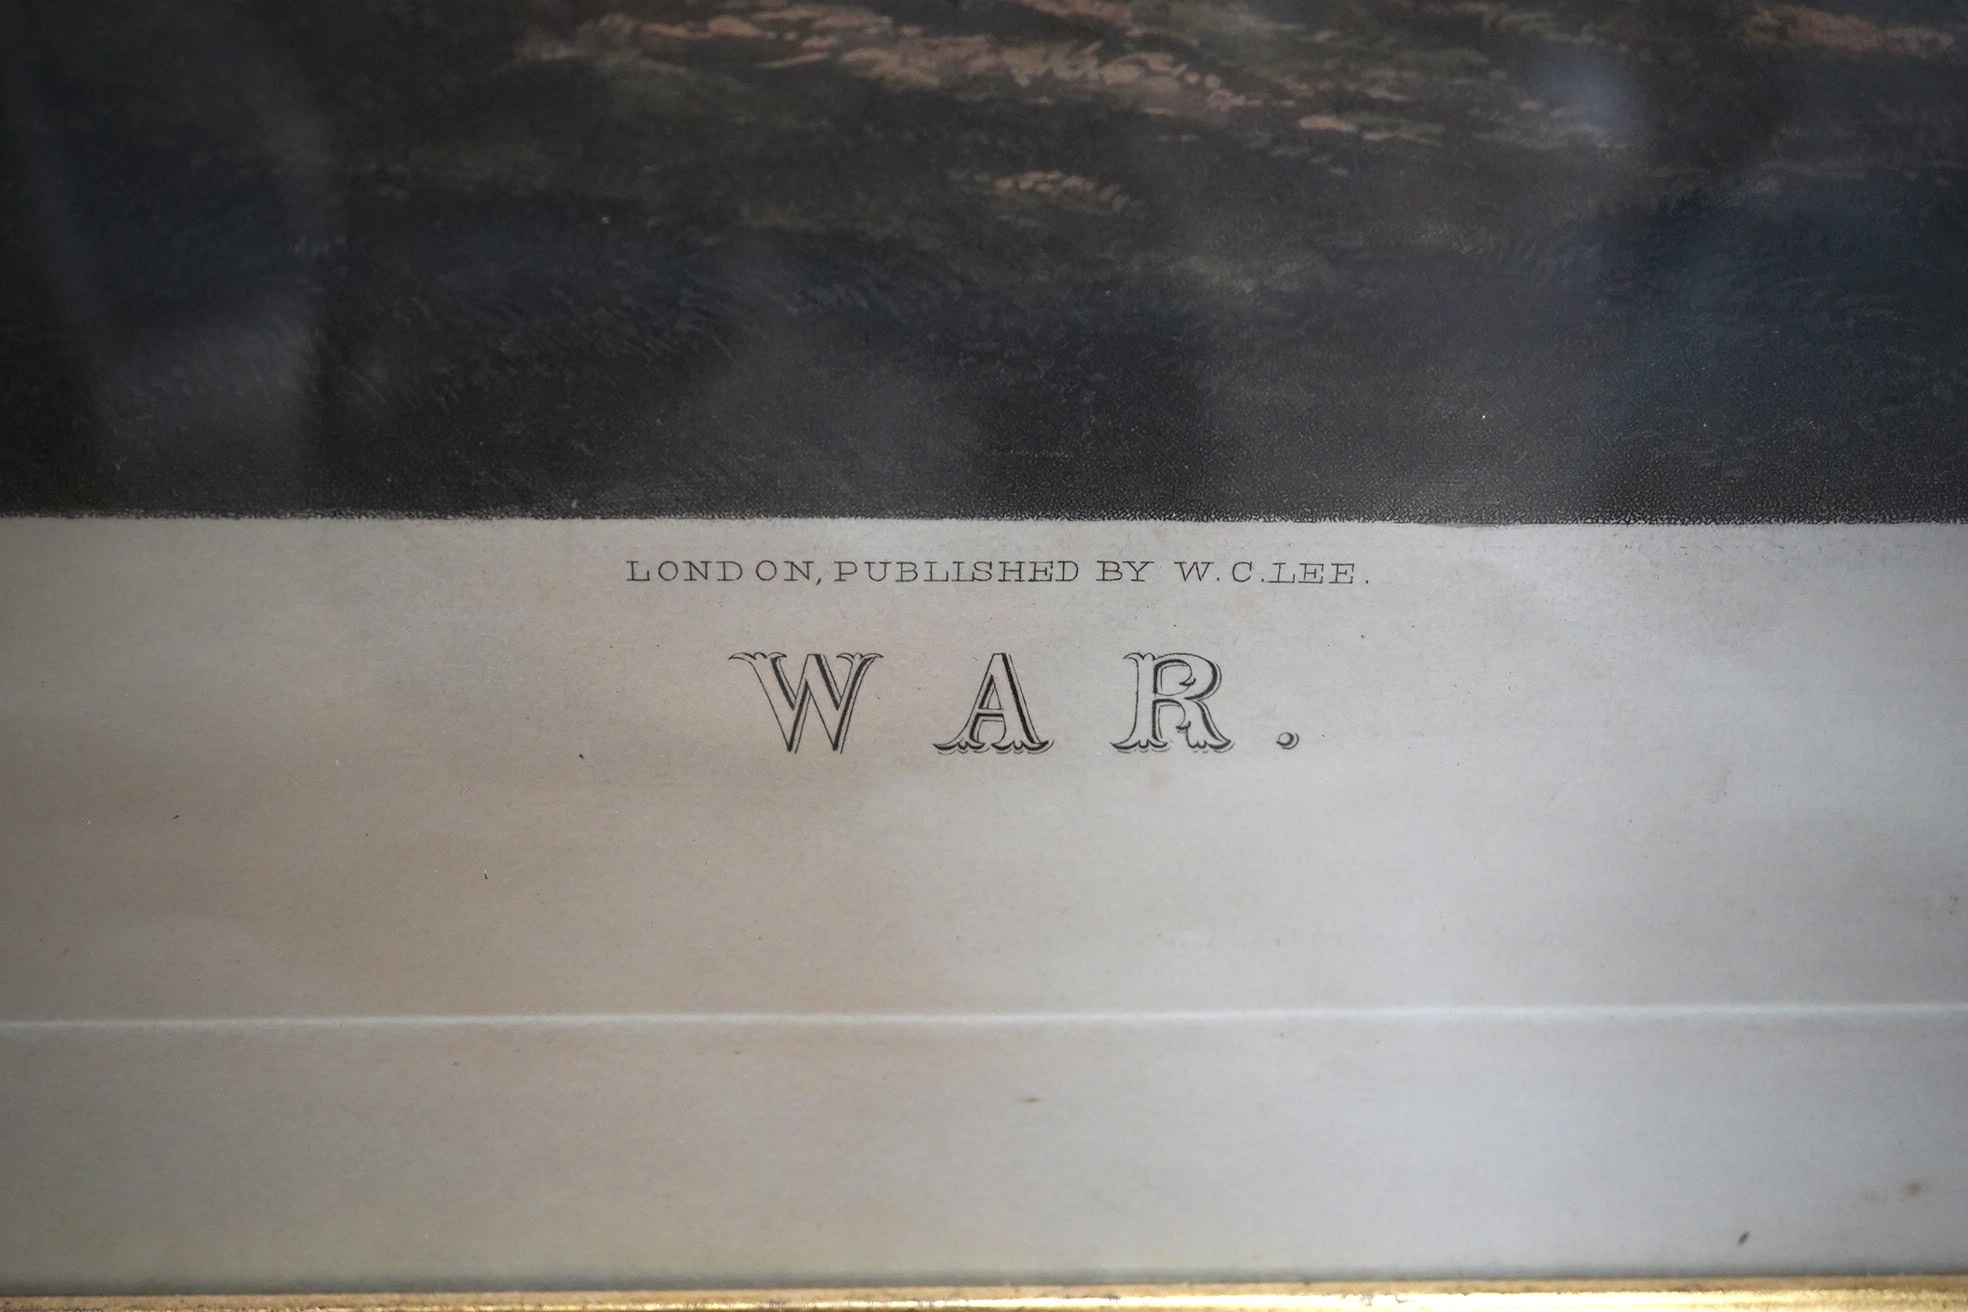 LONDON, PUBLISHED BY W. C. LEE.
WAR.